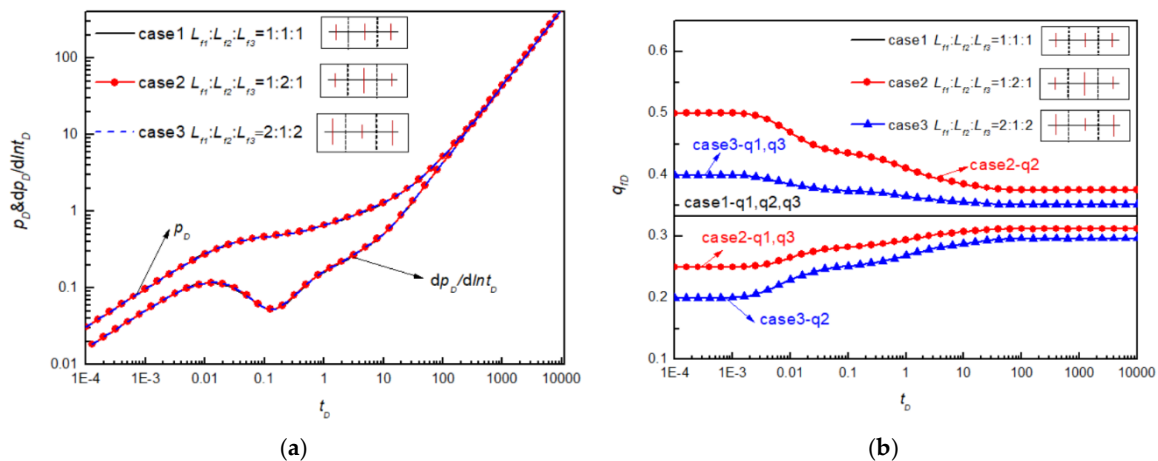 case1 Lf1:Lf2:Lf3=1:1:1
case2 Lf1:Lf2:Lf3=1:2:1
case3 Lf1:Lf2:Lf3=2:1:2
pD
dpD/dlntD
pD&dpD/dlntD
100
10
1
0.1
0.01
1E-4 1E-3 0.01 0.1 1 10 100 1000 10000
tD
(a)
case1 Lf1:Lf2:Lf3=1:1:1
case2 Lf1:Lf2:Lf3=1:2:1
case3 Lf1:Lf2:Lf3=2:1:2
case3-q1,q3
case2-q2
case1-q1,q2,q3
case2-q1,q3
case3-q2
qfD
0.6
0.5
0.4
0.3
0.2
0.1
1E-4 1E-3 0.01 0.1 1 10 100 1000 10000
tD
(b)